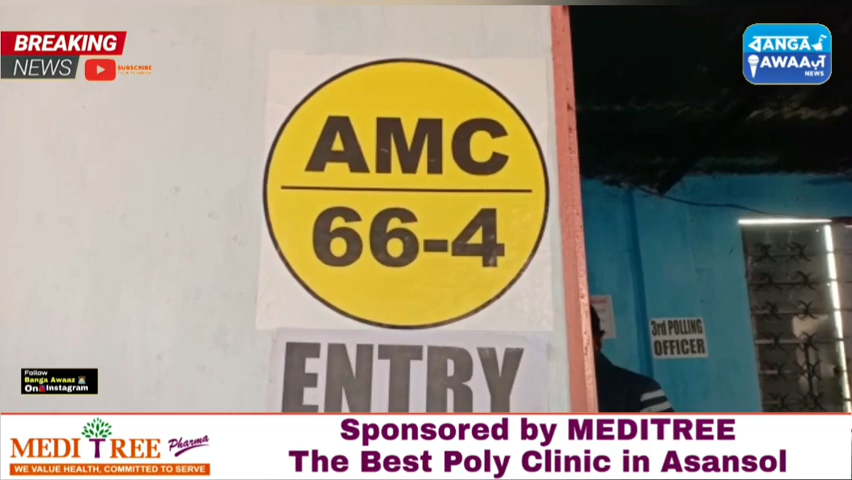 BREAKING
NEWS
SUBSCRIBE
BANGA
AWAAZ
NEWS
AMC
66-4
ENTRY
3rd POLLING
OFFICER
Follow
Banga Awaaz
On Instagram
MEDI TREE Pharma
WE VALUE HEALTH, COMMITTED TO SERVE
Sponsored by MEDITREE
The Best Poly Clinic in Asansol